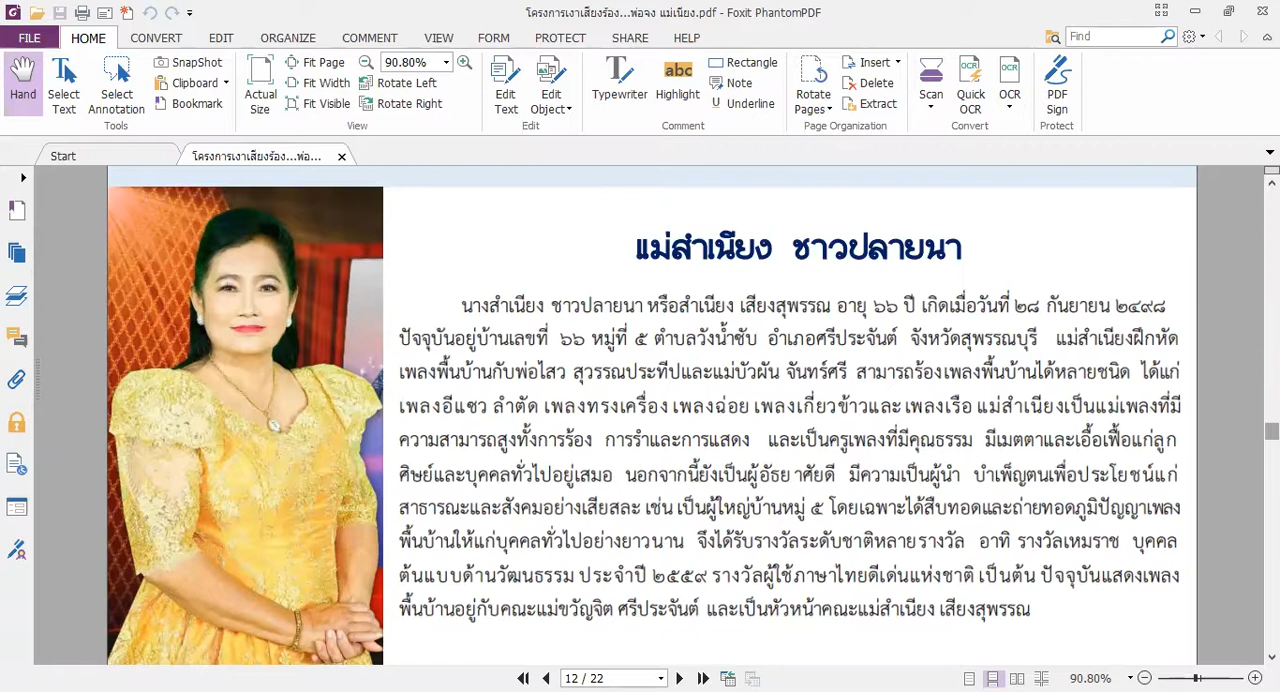 โครงการเงาเสียงร้อง...พ่อจง แม่เนียง.pdf - Foxit PhantomPDF
FILE HOME CONVERT EDIT ORGANIZE COMMENT VIEW FORM PROTECT SHARE HELP Find
Hand
Select Text
Select Annotation
SnapShot
Clipboard
Bookmark
Tools
Actual Size
Fit Page
Fit Width
Fit Visible
90.80%
Rotate Left
Rotate Right
View
Edit Text
Edit Object
Edit
Typewriter
abc
Highlight
Rectangle
Note
Underline
Comment
Rotate Pages
Insert
Delete
Extract
Page Organization
Scan
OCR
Quick OCR
OCR
OCR
Convert
PDF Sign
Protect
Start โครงการเงาเสียงร้อง...พ่อ...
แม่สำเนียง ชาวปลายนา
นางสำเนียง ชาวปลายนา หรือสำเนียง เสียงสุพรรณ อายุ ๖๖ ปี เกิดเมื่อวันที่ ๒๘ กันยายน ๒๔๙๘
ปัจจุบันอยู่บ้านเลขที่ ๖๖ หมู่ที่ ๕ ตำบลวังน้ำซับ อำเภอศรีประจันต์ จังหวัดสุพรรณบุรี แม่สำเนียงฝึกหัด
เพลงพื้นบ้านกับพ่อไสว สุวรรณประทีปและแม่บัวผัน จันทร์ศรี สามารถร้องเพลงพื้นบ้านได้หลายชนิด ได้แก่
เพลงอีแซว ลำตัด เพลงทรงเครื่อง เพลงฉ่อย เพลงเกี่ยวข้าวและเพลงเรือ แม่สำเนียงเป็นแม่เพลงที่มี
ความสามารถสูงทั้งการร้อง การรำและการแสดง และเป็นครูเพลงที่มีคุณธรรม มีเมตตาและเอื้อเฟื้อแก่ลูก
ศิษย์และบุคคลทั่วไปอยู่เสมอ นอกจากนี้ยังเป็นผู้อัธยาศัยดี มีความเป็นผู้นำ บำเพ็ญตนเพื่อประโยชน์แก่
สาธารณะและสังคมอย่างเสียสละ เช่น เป็นผู้ใหญ่บ้านหมู่ ๕ โดยเฉพาะได้สืบทอดและถ่ายทอดภูมิปัญญาเพลง
พื้นบ้านให้แก่บุคคลทั่วไปอย่างยาวนาน จึงได้รับรางวัลระดับชาติหลายรางวัล อาทิ รางวัลเหมราช บุคคล
ต้นแบบด้านวัฒนธรรม ประจำปี ๒๕๕๙ รางวัลผู้ใช้ภาษาไทยดีเด่นแห่งชาติ เป็นต้น ปัจจุบันแสดงเพลง
พื้นบ้านอยู่กับคณะแม่ขวัญจิต ศรีประจันต์ และเป็นหัวหน้าคณะแม่สำเนียง เสียงสุพรรณ
12 / 22 90.80%